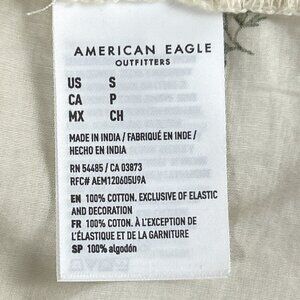 AMERICAN EAGLE
OUTFITTERS
US S
CA P
MX CH
MADE IN INDIA / FABRIQUÉ EN INDE /
HECHO EN INDIA
RN 54485 / CA 03873
RFC# AEM120605U9A
EN 100% COTTON. EXCLUSIVE OF ELASTIC
AND DECORATION
FR 100% COTON. À L'EXCEPTION DE
L'ÉLASTIQUE ET DE LA GARNITURE
SP 100% algodón